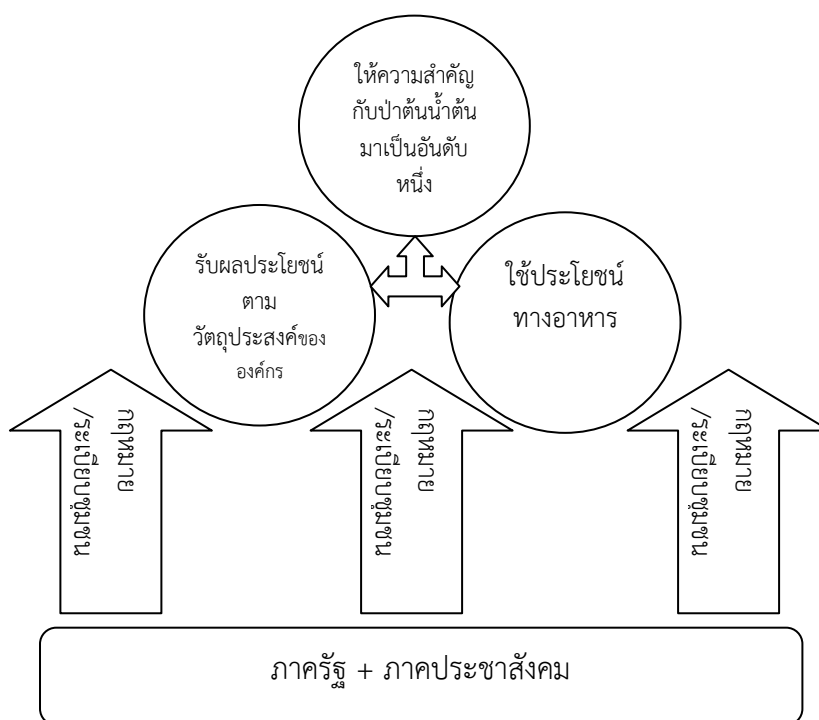 ให้ความสำคัญ
กับป่าต้นน้ำต้น
มาเป็นอันดับ
หนึ่ง
รับผลประโยชน์
ตาม
วัตถุประสงค์ของ
องค์กร
ใช้ประโยชน์
ทางอาหาร
กฎหมาย
/ระเบียบชุมชน
กฎหมาย
/ระเบียบชุมชน
กฎหมาย
/ระเบียบชุมชน
ภาครัฐ + ภาคประชาสังคม